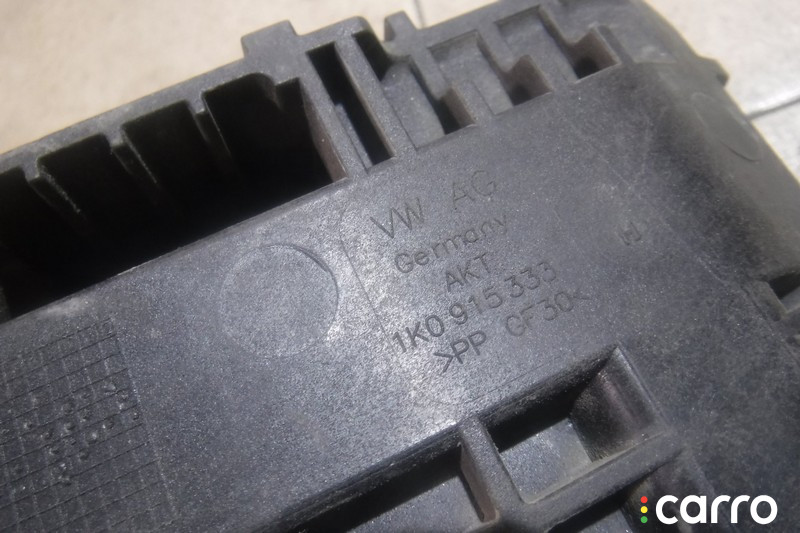 VW AG
Germany
AKT
1K0 915 333
>PP GF30<
carro